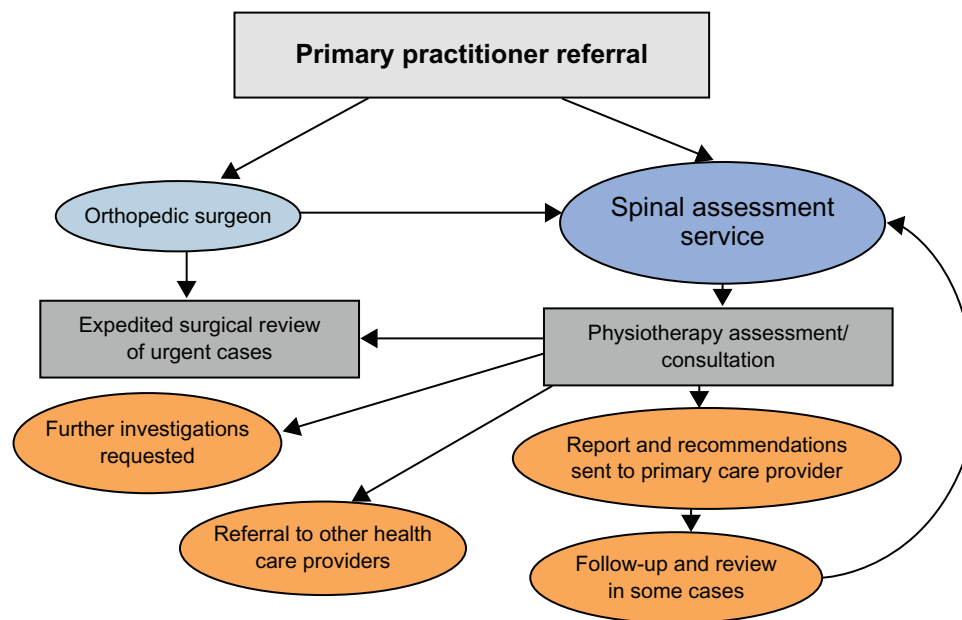 Primary practitioner referral
Orthopedic surgeon
Spinal assessment
service
Expedited surgical review
of urgent cases
Physiotherapy assessment/
consultation
Further investigations
requested
Report and recommendations
sent to primary care provider
Referral to other health
care providers
Follow-up and review
in some cases